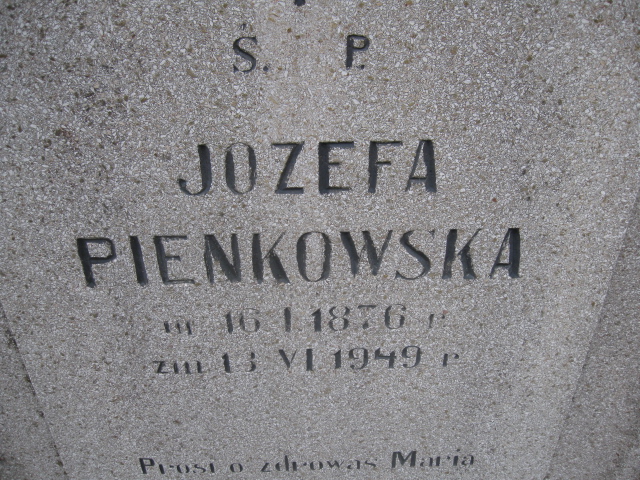 Ś. P.
JOZEFA
PIENKOWSKA
ur 16 I 1876 r
zm 13 VI 1949 r
Prosi o zdrowaś Maria